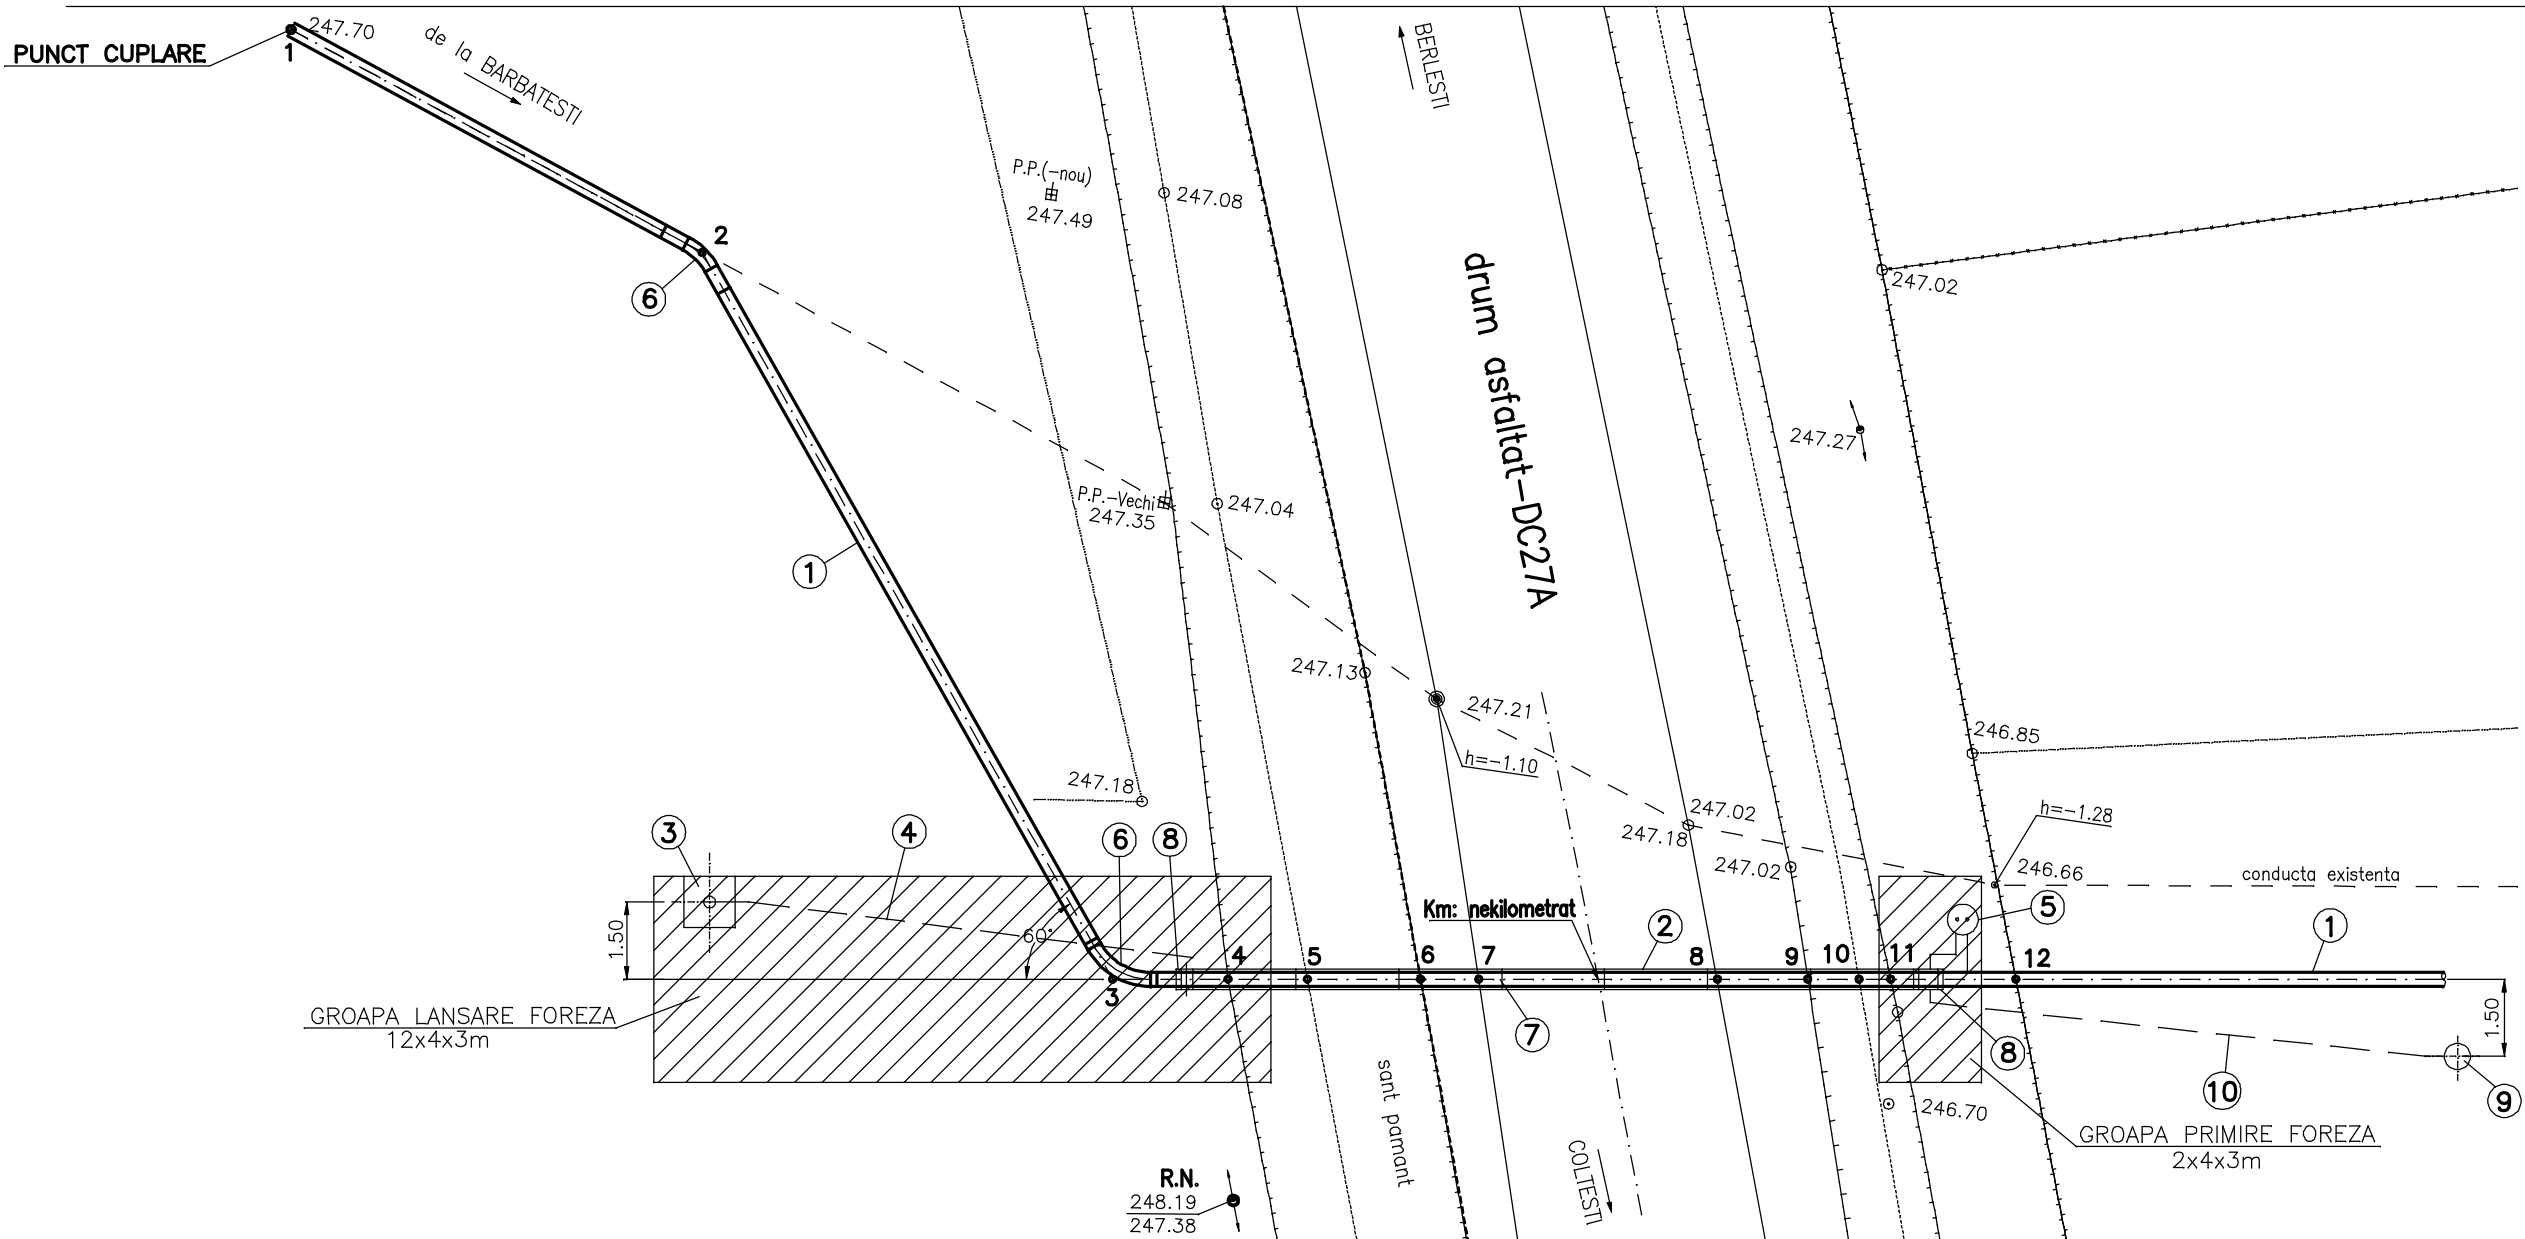 PUNCT CUPLARE
247.70
1
de la BARBATESTI
BERLESTI
P.P.(-nou)
247.49
247.08
2
6
247.02
drum asfaltat-DC27A
247.27
P.P.-Vechi
247.35
247.04
1
247.13
247.21
h=-1.10
246.85
247.18
247.02
247.18
247.02
h=-1.28
246.66
conducta existenta
3
4
6
8
1.50
60°
Km: nekilometrat
2
5
1
3
4
5
6
7
8
9
10
11
12
GROAPA LANSARE FOREZA
12x4x3m
7
8
1.50
10
9
sant pamant
246.70
COLTESTI
GROAPA PRIMIRE FOREZA
2x4x3m
R.N.
248.19
247.38